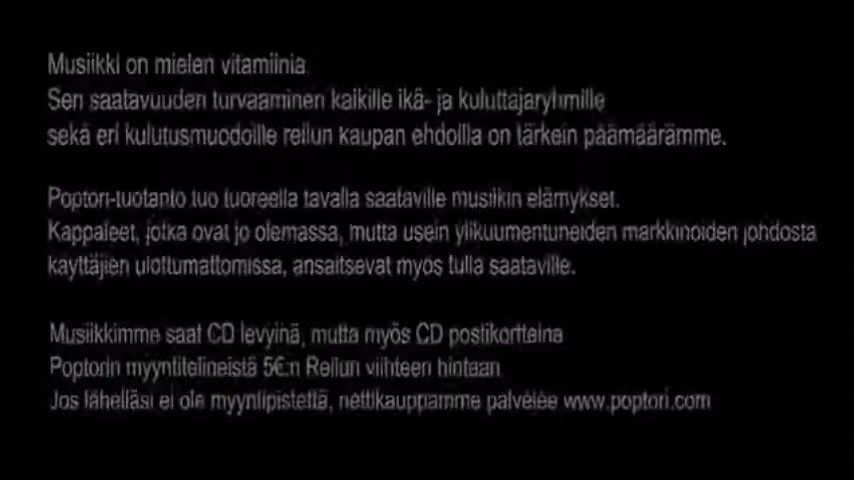 Musiikki on mielen vitamiinia.
Sen saatavuuden turvaaminen kaikille ikä- ja kuluttajaryhmille
sekä eri kulutusmuodoille reilun kaupan ehdoilla on tärkein päämäärämme.
Poptori-tuotanto tuo tuoreella tavalla saataville musiikin elämykset.
Kappaleet, jotka ovat jo olemassa, mutta usein ylikuumentuneiden markkinoiden johdosta
käyttäjien ulottumattomissa, ansaitsevat myös tulla saataville.
Musiikkimme saat CD levyinä, mutta myös CD postikortteina
Poptorin myyntitelineistä 5€:n Reilun viihteen hintaan
Jos lähelläsi ei ole myyntipistettä, nettikauppamme palvelee www.poptori.com